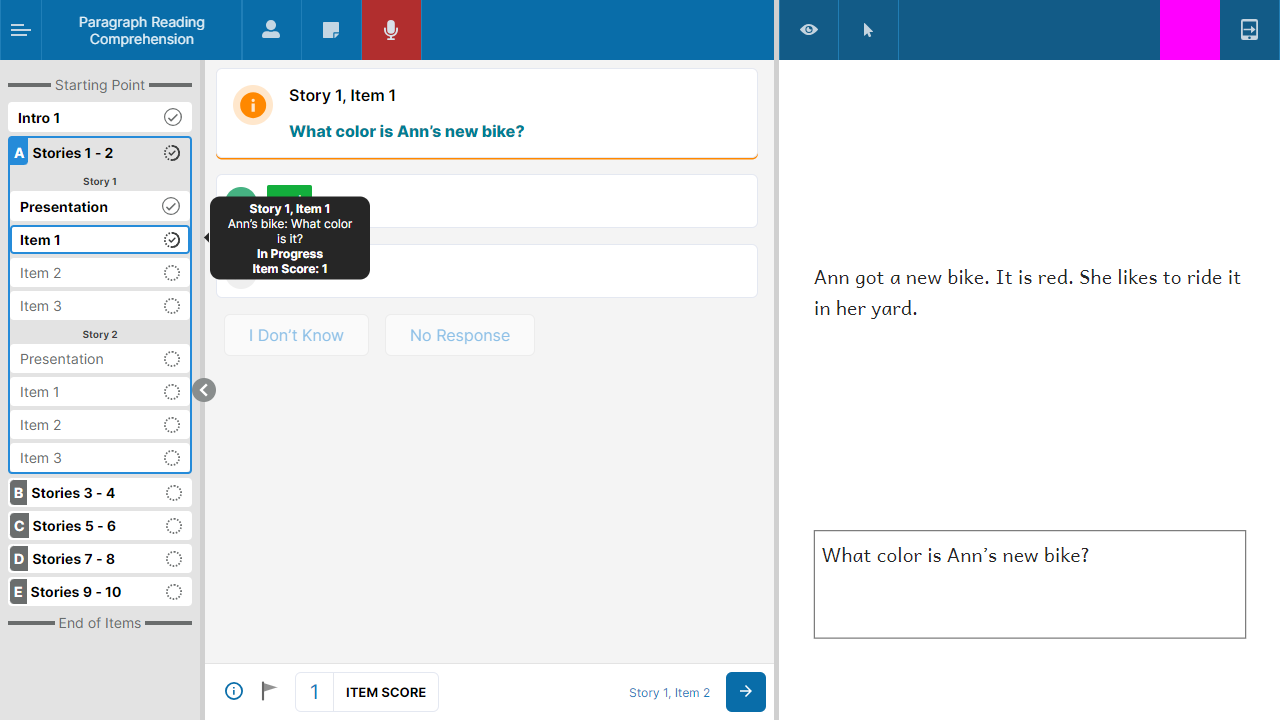 Paragraph Reading
Comprehension
Starting Point
Intro 1
A Stories 1 - 2
Story 1
Presentation
Item 1
Item 2
Item 3
Story 2
Presentation
Item 1
Item 2
Item 3
B Stories 3 - 4
C Stories 5 - 6
D Stories 7 - 8
E Stories 9 - 10
End of Items
Story 1, Item 1
What color is Ann’s new bike?
Story 1, Item 1
Ann’s bike: What color
is it?
In Progress
Item Score: 1
I Don’t Know
No Response
1 ITEM SCORE
Story 1, Item 2
Ann got a new bike. It is red. She likes to ride it
in her yard.
What color is Ann’s new bike?